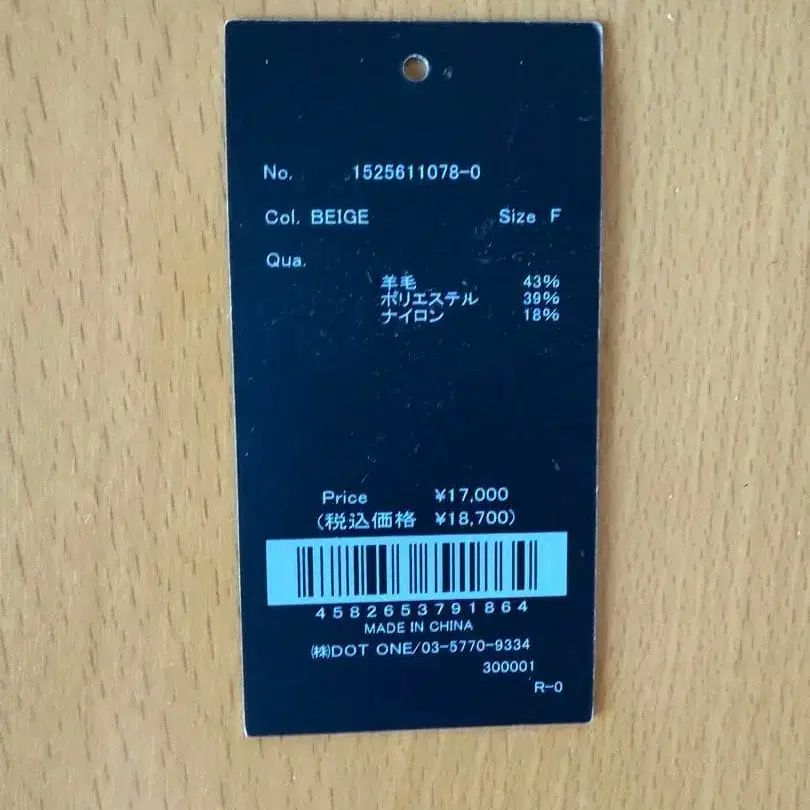 No. 1525611078-0
Col. BEIGE Size F
Qua.
羊毛 43%
ポリエステル 39%
ナイロン 18%
Price ¥17,000
(税込価格 ¥18,700)
4582653791864
MADE IN CHINA
㈱DOT ONE/03-5770-9334
300001
R-0